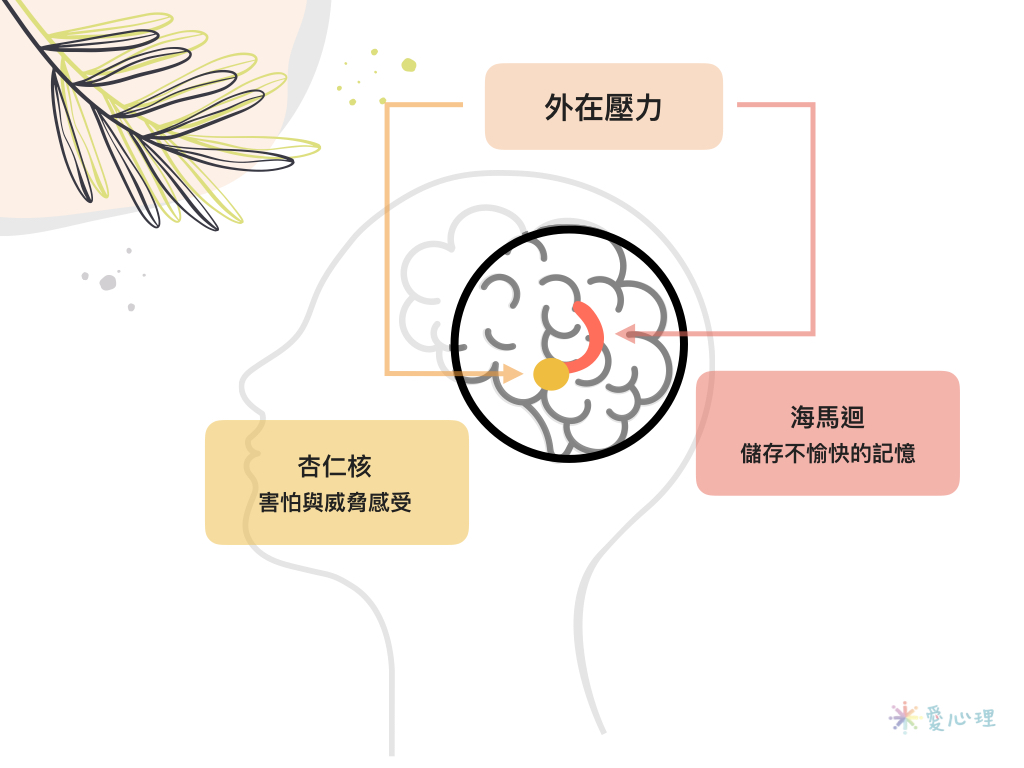 外在壓力
海馬迴
儲存不愉快的記憶
杏仁核
害怕與威脅感受
愛心理